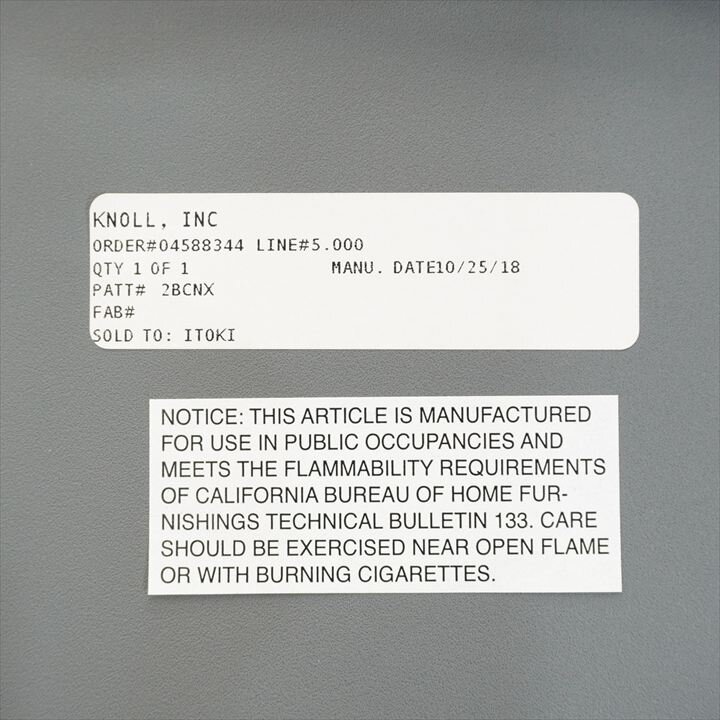 KNOLL, INC
ORDER#04588344 LINE#5.000
QTY 1 OF 1 MANU. DATE10/25/18
PATT# 2BCNX
FAB#
SOLD TO: ITOKI
NOTICE: THIS ARTICLE IS MANUFACTURED
FOR USE IN PUBLIC OCCUPANCIES AND
MEETS THE FLAMMABILITY REQUIREMENTS
OF CALIFORNIA BUREAU OF HOME FUR-
NISHINGS TECHNICAL BULLETIN 133. CARE
SHOULD BE EXERCISED NEAR OPEN FLAME
OR WITH BURNING CIGARETTES.